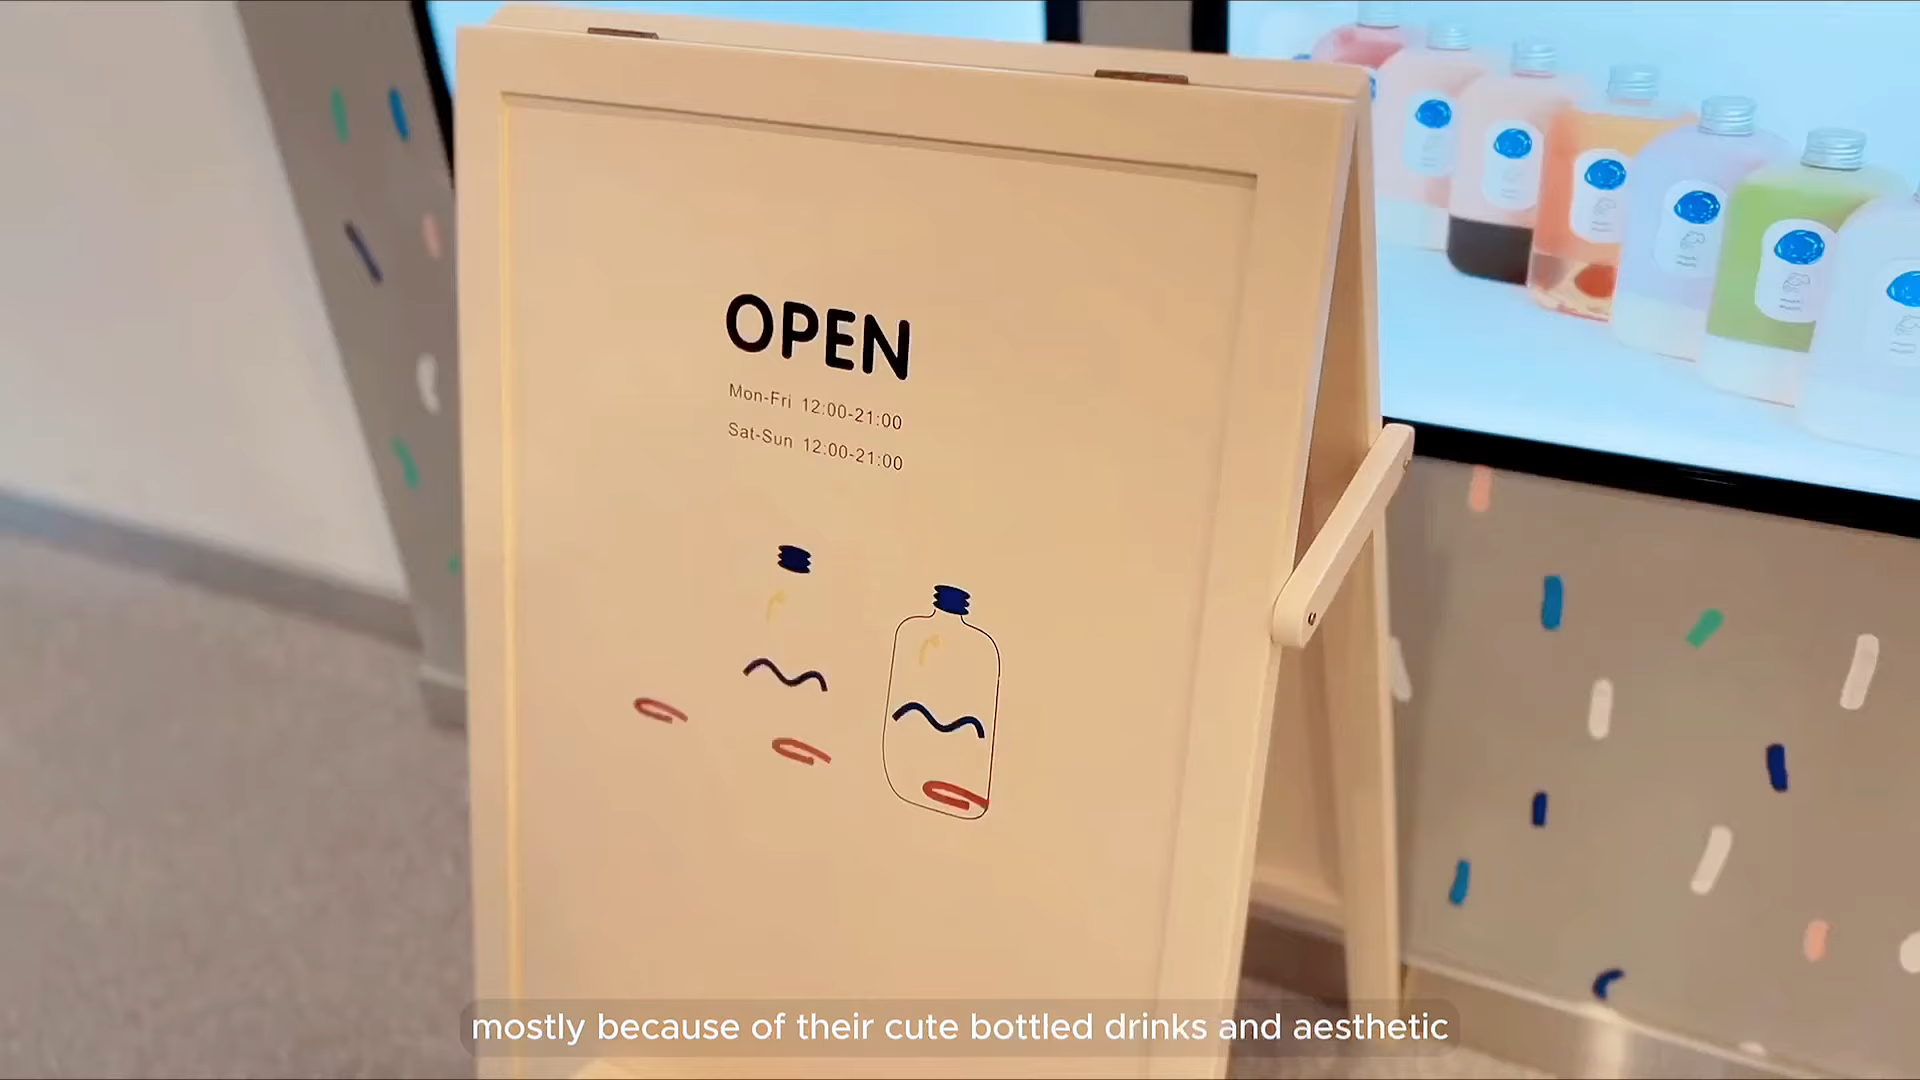 OPEN
Mon-Fri 12:00-21:00
Sat-Sun 12:00-21:00
mostly because of their cute bottled drinks and aesthetic